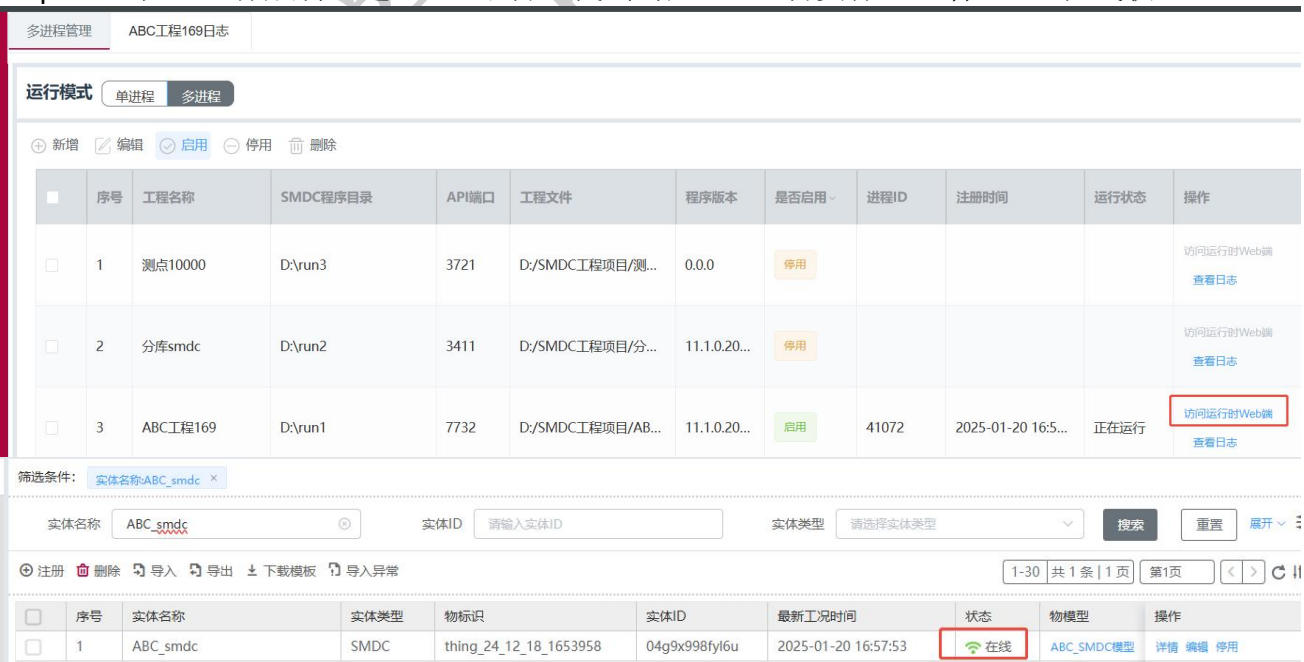 多进程管理 ABC工程169日志
运行模式 单进程 多进程
新增 编辑 启用 停用 删除
序号 工程名称 SMDC程序目录 API端口 工程文件 程序版本 是否启用 进程ID 注册时间 运行状态 操作
1 测点10000 D:\run3 3721 D:/SMDC工程项目/测... 0.0.0 停用 访问运行时Web端
查看日志
2 分库smdc D:\run2 3411 D:/SMDC工程项目/分... 11.1.0.20... 停用 访问运行时Web端
查看日志
3 ABC工程169 D:\run1 7732 D:/SMDC工程项目/AB... 11.1.0.20... 启用 41072 2025-01-20 16:5... 正在运行 访问运行时Web端
查看日志
筛选条件: 实体名称:ABC_smdc ×
实体名称 ABC_smdc 实体ID 请输入实体ID 实体类型 请选择实体类型 搜索 重置 展开
注册 删除 导入 导出 下载模板 导入异常 1-30 共1条|1页 第1页 < >
序号 实体名称 实体类型 物标识 实体ID 最新工况时间 状态 物模型 操作
1 ABC_smdc SMDC thing_24_12_18_1653958 04g9x998fyl6u 2025-01-20 16:57:53 在线 ABC_SMDC模型 详情 编辑 停用